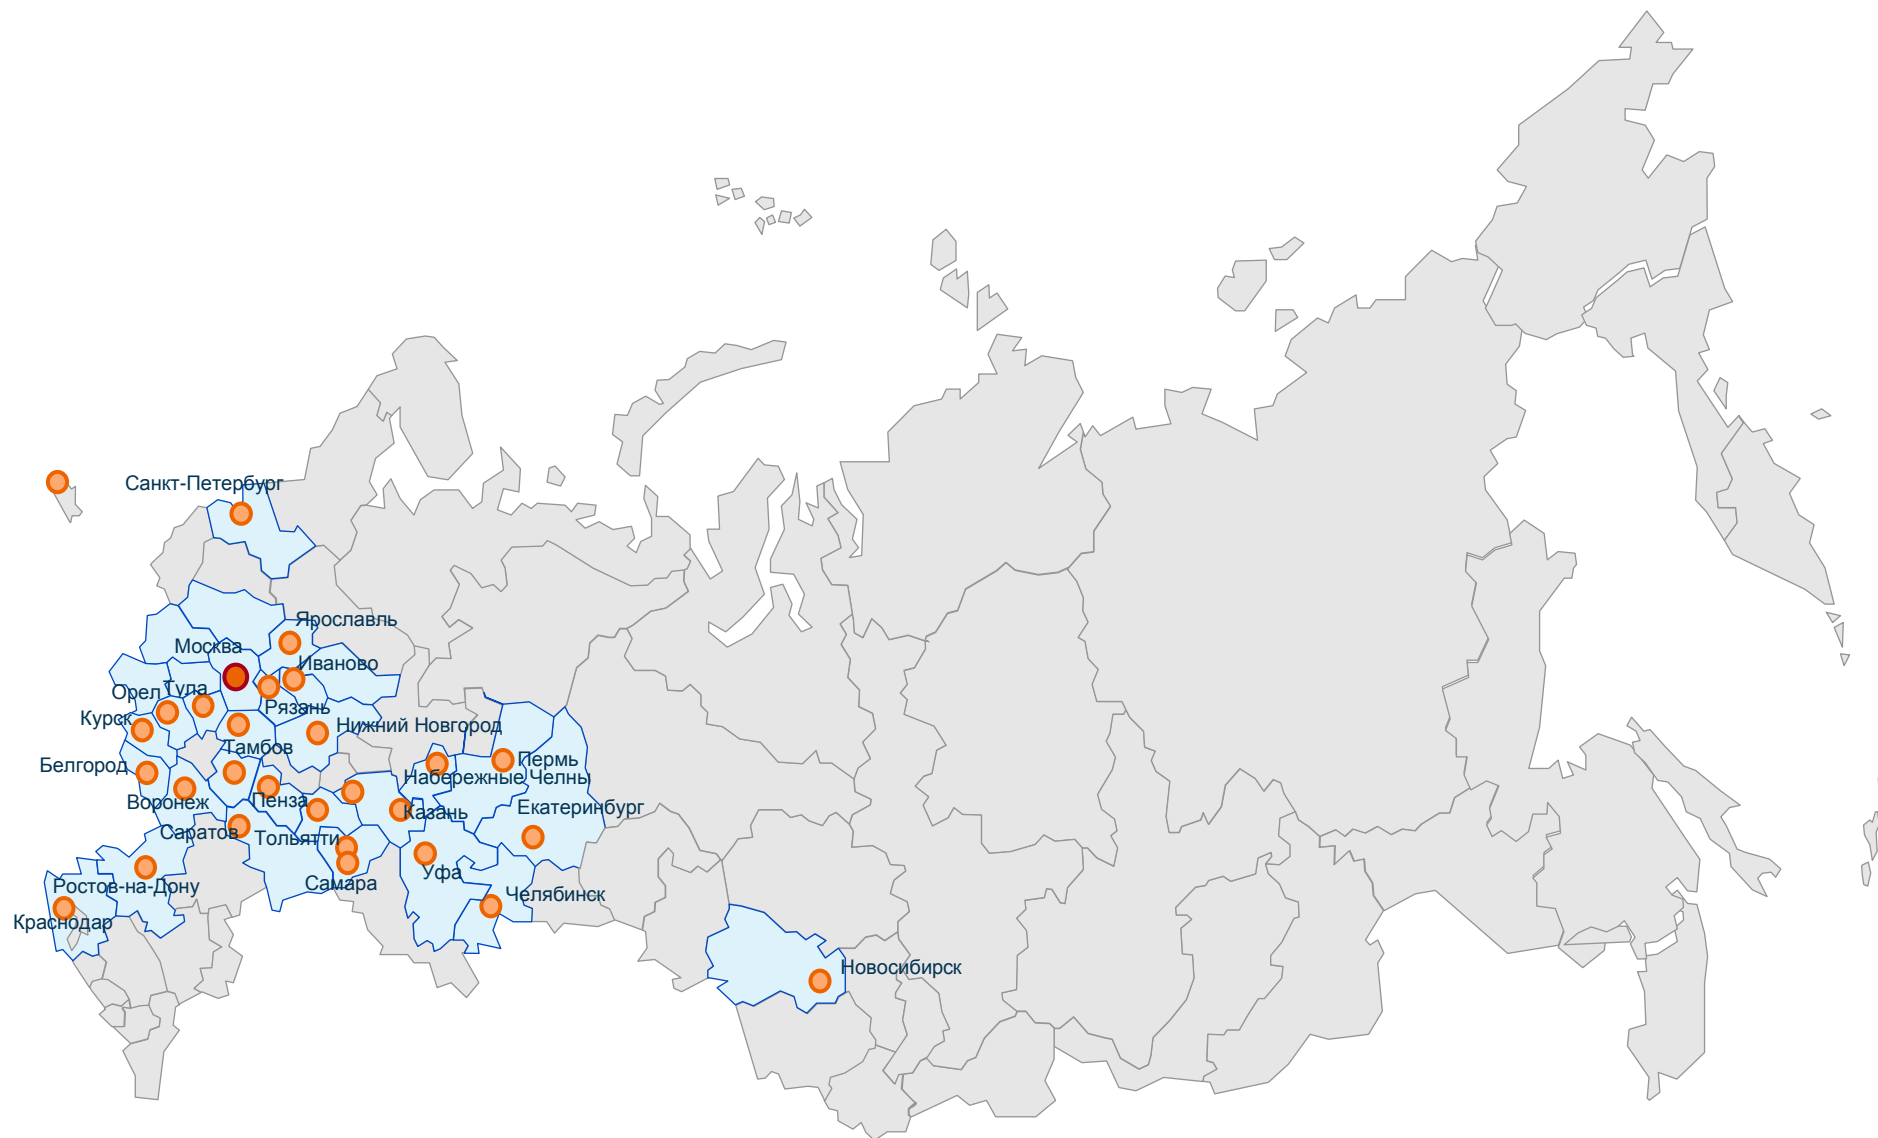 Санкт-Петербург
Ярославль
Москва
Иваново
Орел
Тула
Рязань
Курск
Нижний Новгород
Тамбов
Пермь
Белгород
Набережные Челны
Воронеж
Пенза
Казань
Екатеринбург
Саратов
Тольятти
Уфа
Самара
Ростов-на-Дону
Челябинск
Краснодар
Новосибирск